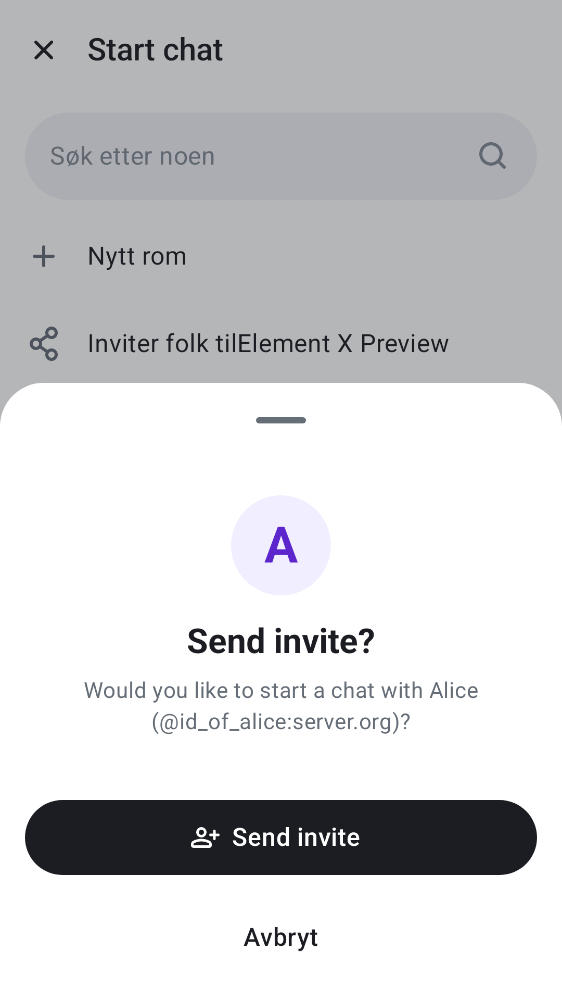 Start chat
Søk etter noen
Nytt rom
Inviter folk tilElement X Preview
A
Send invite?
Would you like to start a chat with Alice
(@id_of_alice:server.org)?
Send invite
Avbryt